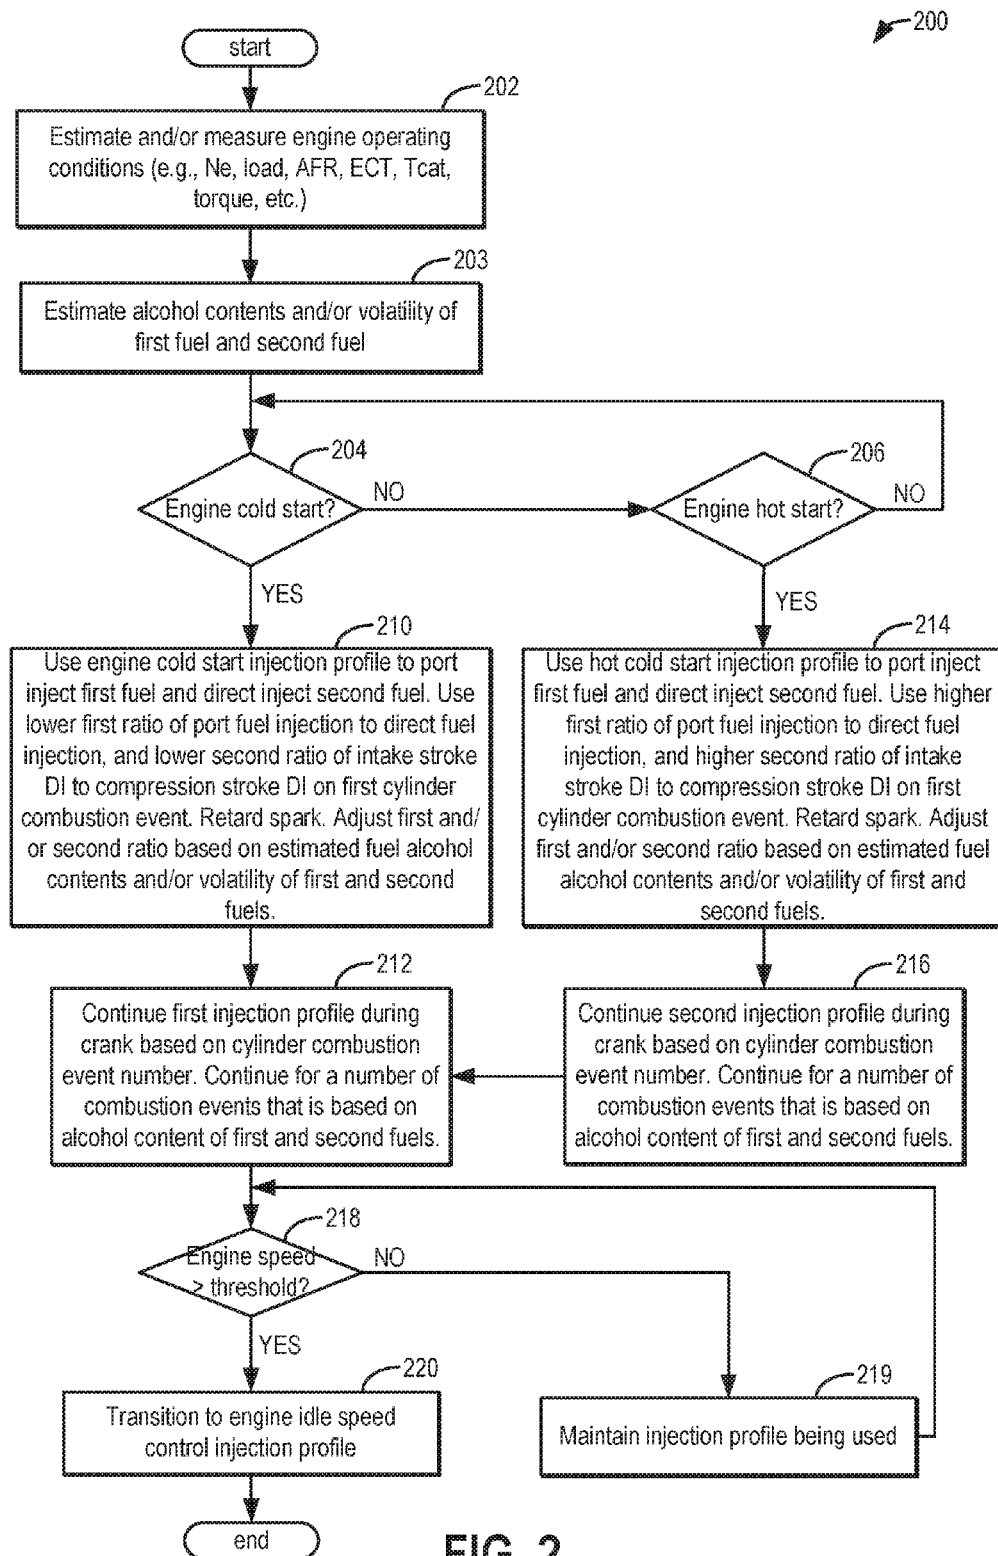 200
start
202
Estimate and/or measure engine operating
conditions (e.g., Ne, load, AFR, ECT, Tcat,
torque, etc.)
203
Estimate alcohol contents and/or volatility of
first fuel and second fuel
204
Engine cold start?
NO
YES
206
Engine hot start?
NO
YES
210
Use engine cold start injection profile to port
inject first fuel and direct inject second fuel. Use
lower first ratio of port fuel injection to direct fuel
injection, and lower second ratio of intake stroke
DI to compression stroke DI on first cylinder
combustion event. Retard spark. Adjust first and/
or second ratio based on estimated fuel alcohol
contents and/or volatility of first and second
fuels.
214
Use hot cold start injection profile to port inject
first fuel and direct inject second fuel. Use higher
first ratio of port fuel injection to direct fuel
injection, and higher second ratio of intake
stroke DI to compression stroke DI on first
cylinder combustion event. Retard spark. Adjust
first and/or second ratio based on estimated fuel
alcohol contents and/or volatility of first and
second fuels.
212
Continue first injection profile during
crank based on cylinder combustion
event number. Continue for a number of
combustion events that is based on
alcohol content of first and second fuels.
216
Continue second injection profile during
crank based on cylinder combustion
event number. Continue for a number of
combustion events that is based on
alcohol content of first and second fuels.
218
Engine speed
> threshold?
NO
YES
220
Transition to engine idle speed
control injection profile
219
Maintain injection profile being used
end
FIG. 2